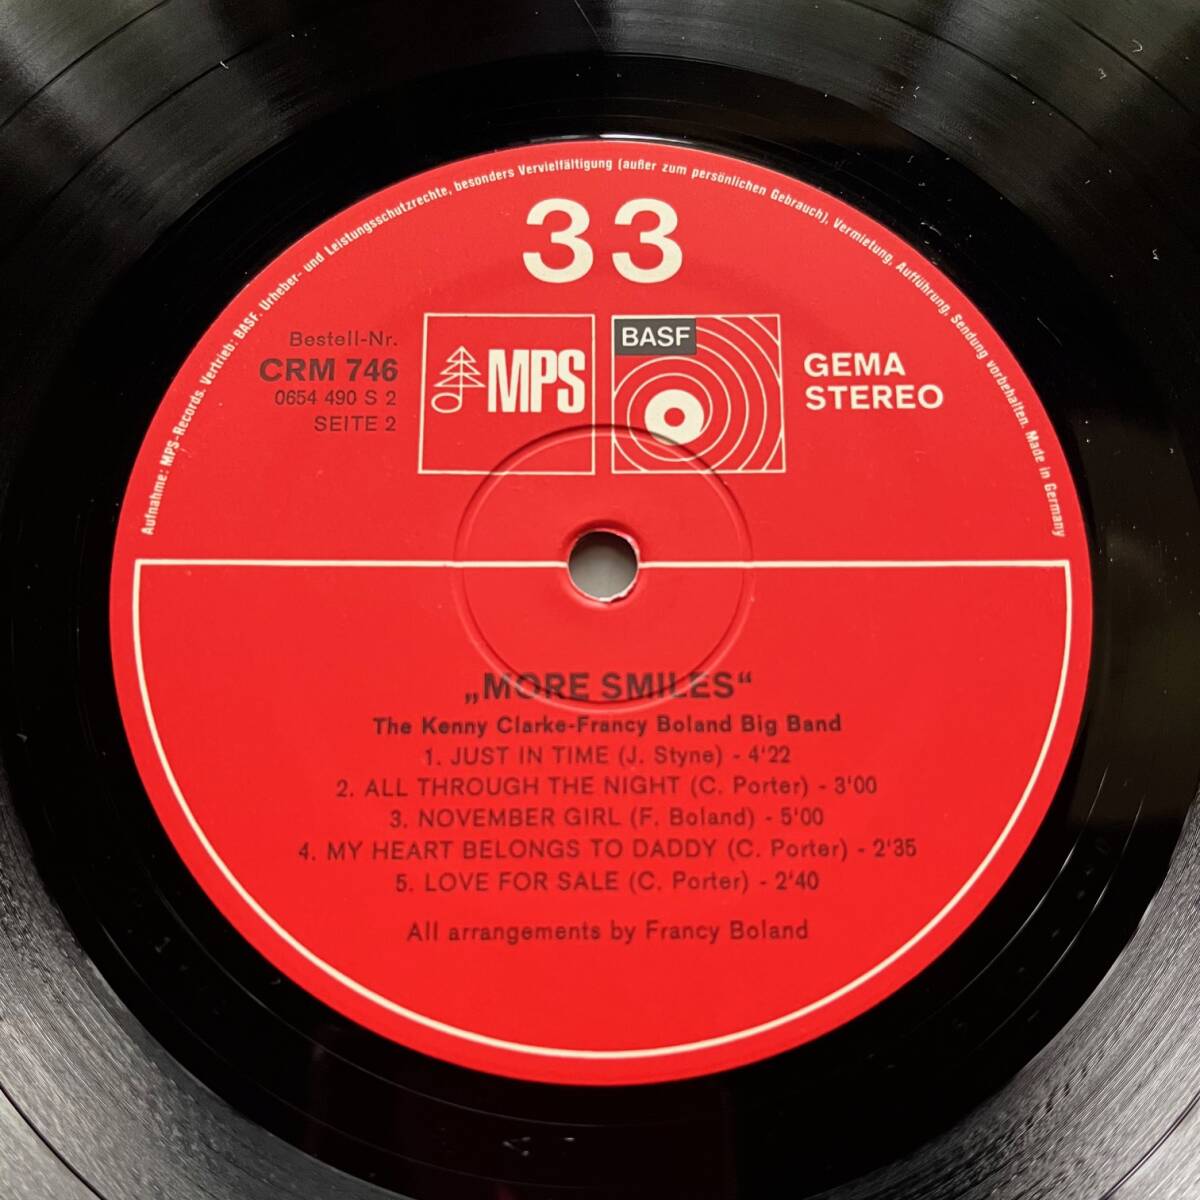 Aufnahme: MPS-Records. Vertrieb: BASF. Urheber- und Leistungsschutzrechte, besonders Vervielfältigung (außer zum persönlichen Gebrauch), Vermietung, Aufführung, Sendung vorbehalten. Made in Germany
33
Bestell-Nr.
CRM 746
0654 490 S 2
SEITE 2
MPS
BASF
GEMA
STEREO
„MORE SMILES“
The Kenny Clarke-Francy Boland Big Band
1. JUST IN TIME (J. Styne) - 4'22
2. ALL THROUGH THE NIGHT (C. Porter) - 3'00
3. NOVEMBER GIRL (F. Boland) - 5'00
4. MY HEART BELONGS TO DADDY (C. Porter) - 2'35
5. LOVE FOR SALE (C. Porter) - 2'40
All arrangements by Francy Boland